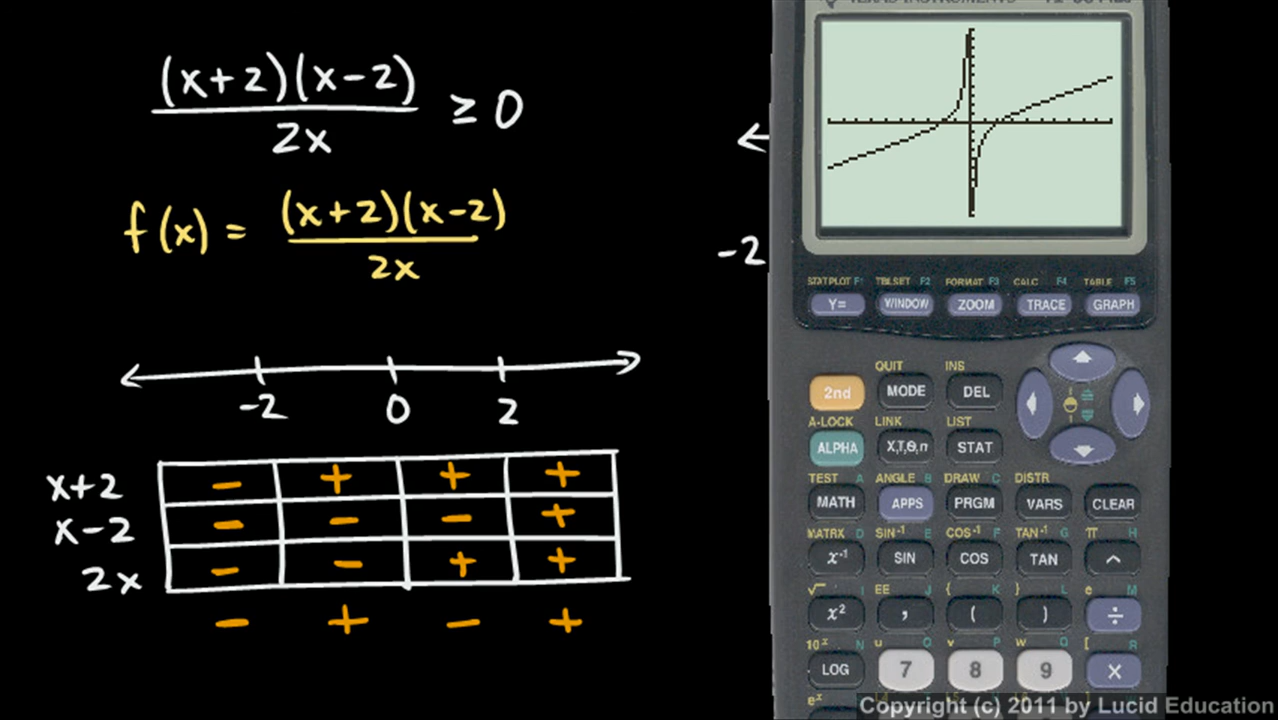 (x+2)(x-2)
2x
≥ 0
f(x) = (x+2)(x-2)
2x
-2 0 2
x+2 - + + +
x-2 - - - +
2x - - + +
- + - +
-2
TEXAS INSTRUMENTS
STAT PLOT F1 TBLSET F2 FORMAT F3 CALC F4 TABLE F5
Y= WINDOW ZOOM TRACE GRAPH
QUIT INS
2nd MODE DEL
A-LOCK LINK LIST
ALPHA X,T,Θ,n STAT
TEST A ANGLE B DRAW C DISTR
MATH APPS PRGM VARS CLEAR
MATRX D SIN⁻¹ E COS⁻¹ F TAN⁻¹ G π H
x⁻¹ SIN COS TAN ^
√ I EE J { K } L e M
x² , ( ) ÷
10ˣ N u O v P w Q [ R
LOG 7 8 9 ×
eˣ
Copyright (c) 2011 by Lucid Education